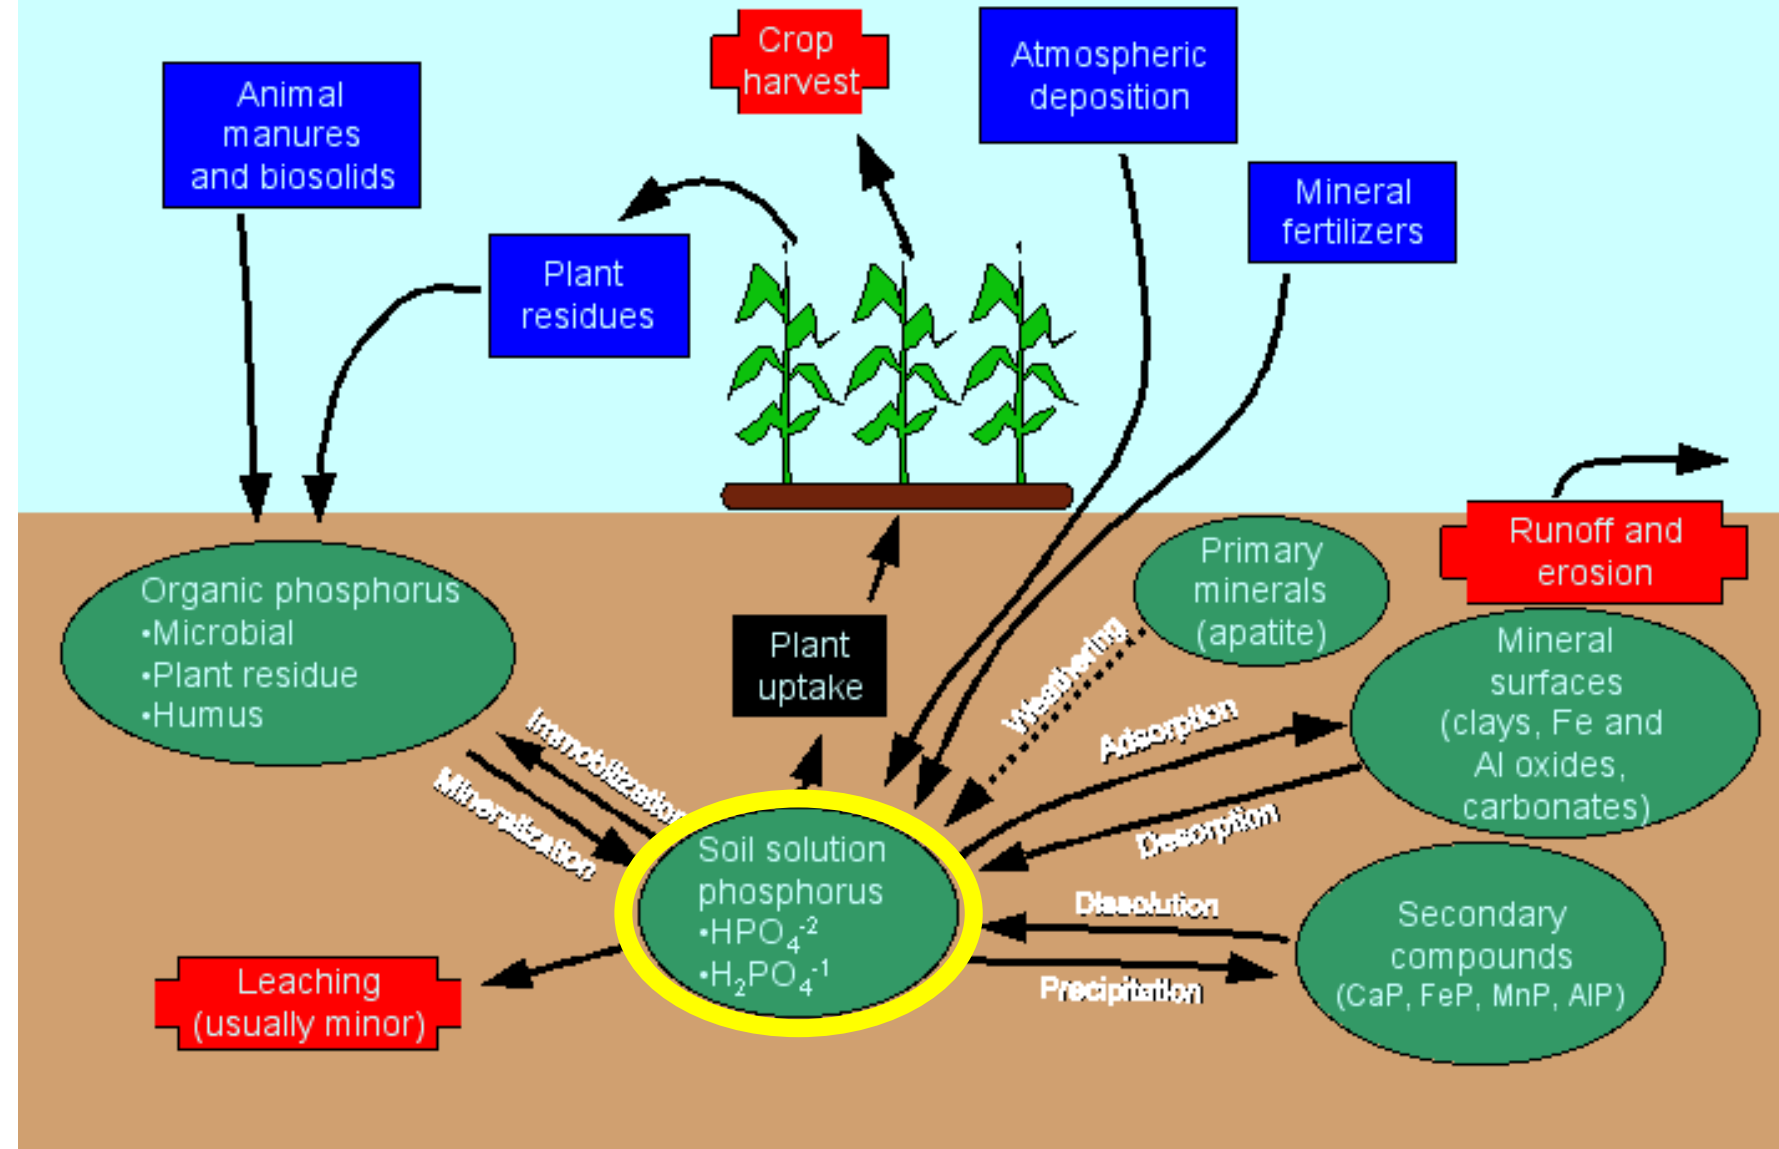 Crop
harvest
Atmospheric
deposition
Animal
manures
and biosolids
Mineral
fertilizers
Plant
residues
Runoff and
erosion
Primary
minerals
(apatite)
Organic phosphorus
•Microbial
•Plant residue
•Humus
Plant
uptake
Weathering
Mineral
surfaces
(clays, Fe and
Al oxides,
carbonates)
Adsorption
Immobilization
Mineralization
Desorption
Soil solution
phosphorus
•HPO₄⁻²
•H₂PO₄⁻¹
Dissolution
Precipitation
Secondary
compounds
(CaP, FeP, MnP, AlP)
Leaching
(usually minor)